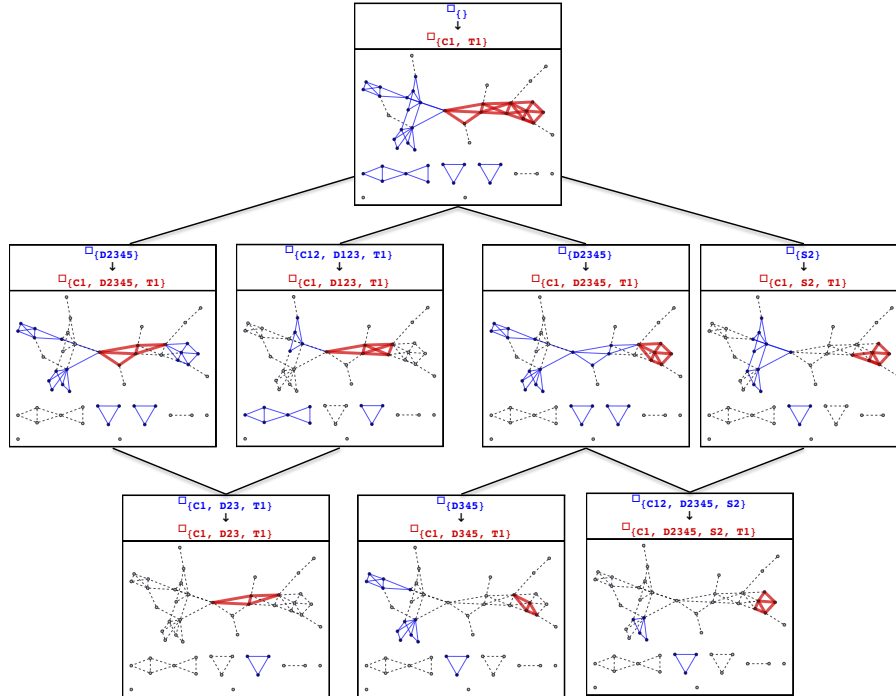 □{}
↓
□{C1, T1}
□{D2345}
↓
□{C1, D2345, T1}
□{C12, D123, T1}
↓
□{C1, D123, T1}
□{D2345}
↓
□{C1, D2345, T1}
□{S2}
↓
□{C1, S2, T1}
□{C1, D23, T1}
↓
□{C1, D23, T1}
□{D345}
↓
□{C1, D345, T1}
□{C12, D2345, S2}
↓
□{C1, D2345, S2, T1}